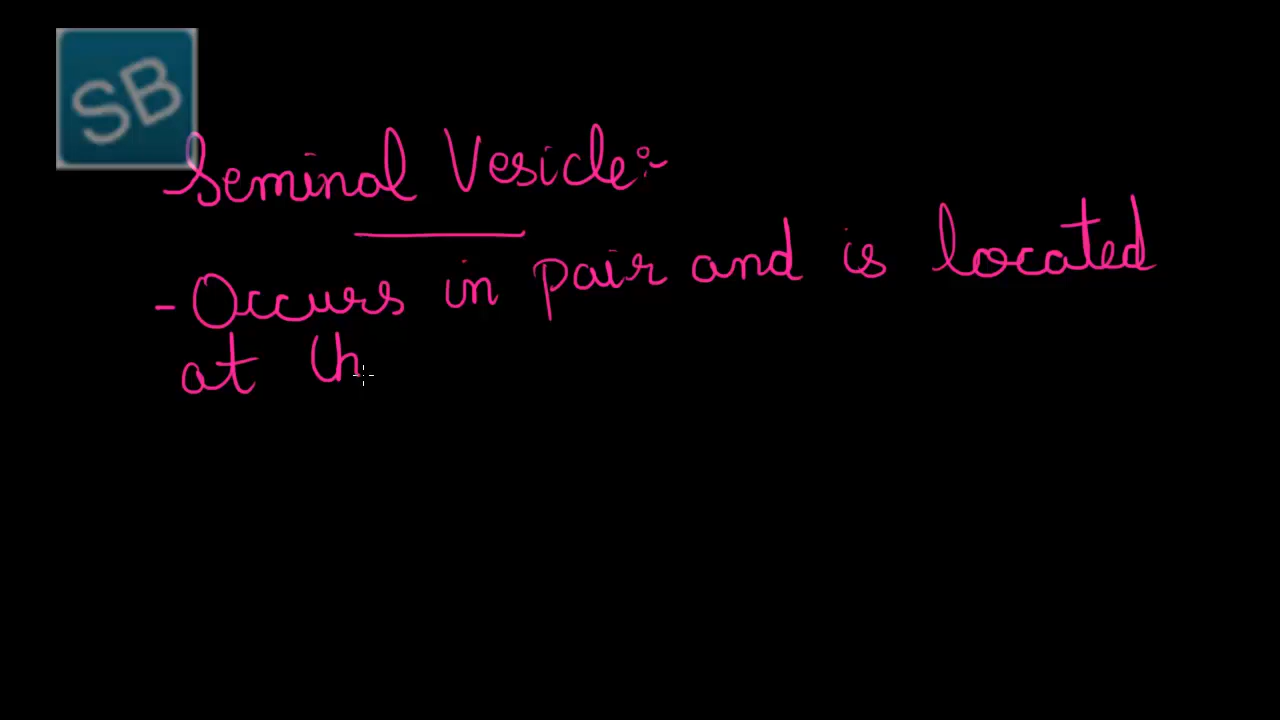 SB
Seminal Vesicle:-
- Occurs in pair and is located
at th